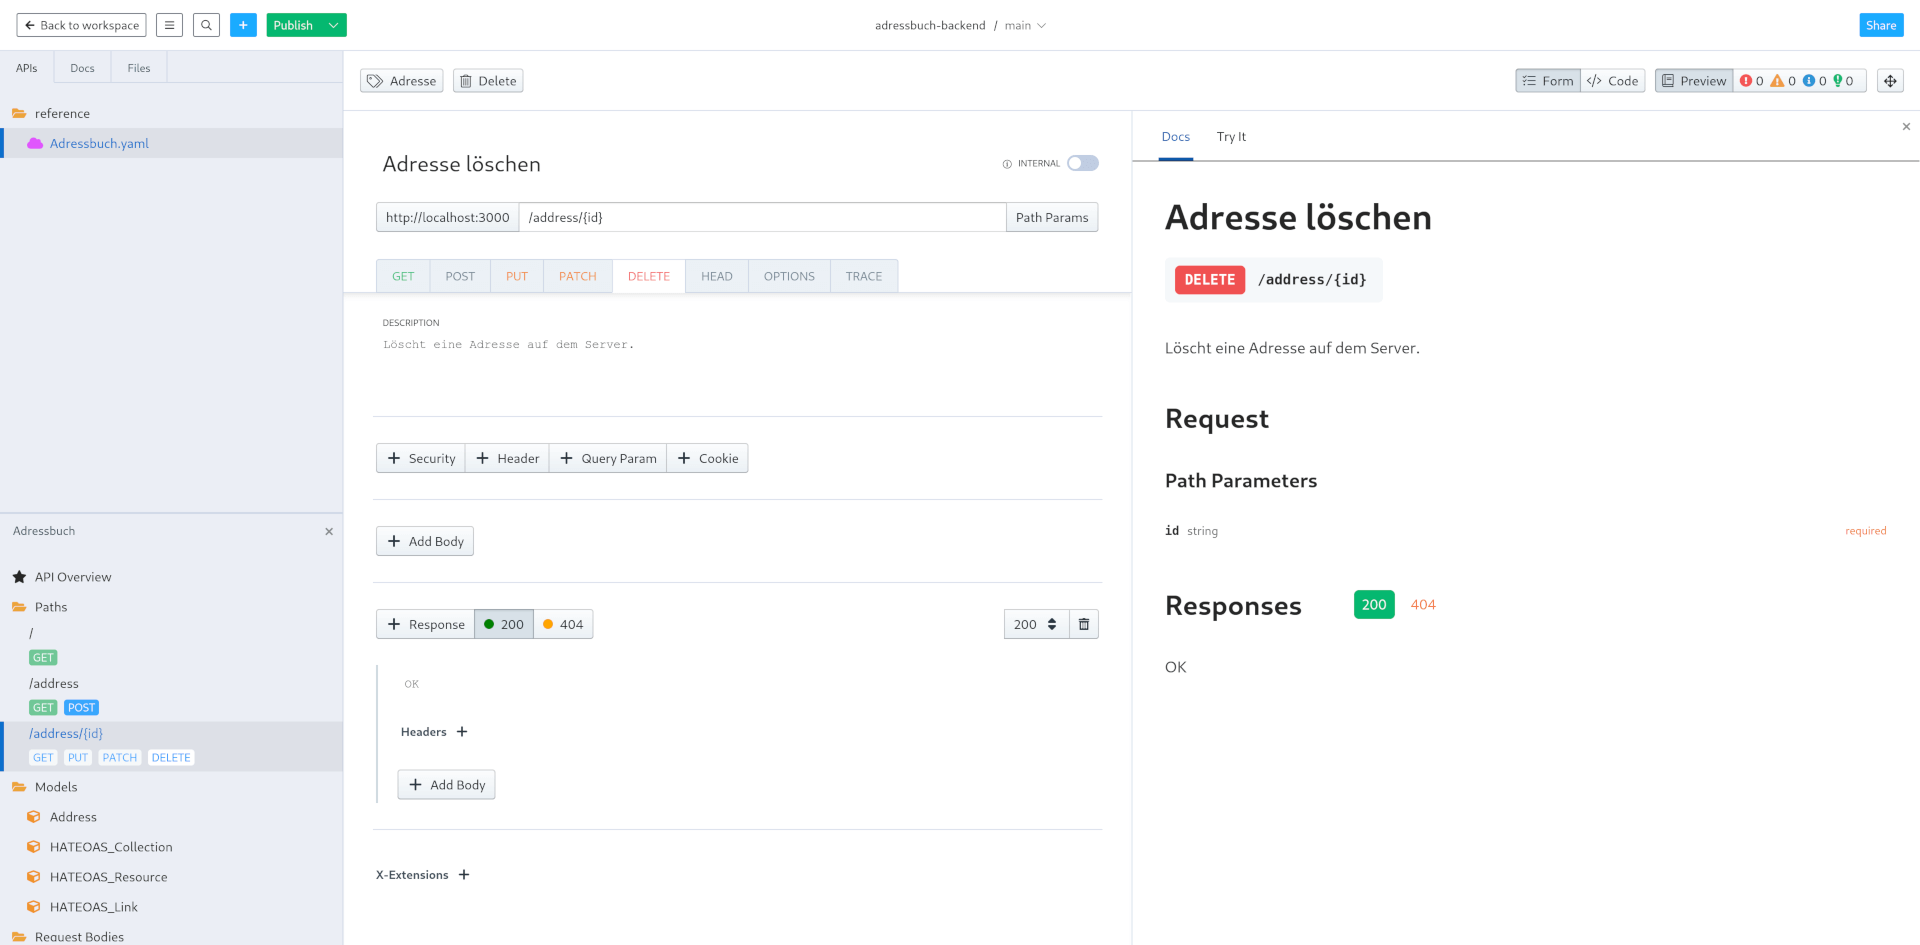 Back to workspace
Publish
adressbuch-backend / main
Share
APIs
Docs
Files
reference
Adressbuch.yaml
Adressbuch
API Overview
Paths
/
GET
/address
GET POST
/address/{id}
GET PUT PATCH DELETE
Models
Address
HATEOAS_Collection
HATEOAS_Resource
HATEOAS_Link
Request Bodies
Adresse
Delete
Form
</> Code
Preview
0 0 0 0
Adresse löschen
INTERNAL
http://localhost:3000
/address/{id}
Path Params
GET POST PUT PATCH DELETE HEAD OPTIONS TRACE
DESCRIPTION
Löscht eine Adresse auf dem Server.
+ Security + Header + Query Param + Cookie
+ Add Body
+ Response 200 404
200
OK
Headers +
+ Add Body
X-Extensions +
Docs
Try It
Adresse löschen
DELETE /address/{id}
Löscht eine Adresse auf dem Server.
Request
Path Parameters
id string
required
Responses 200 404
OK